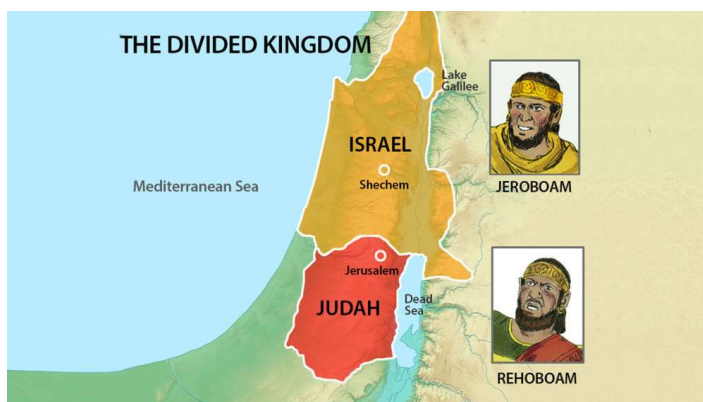 THE DIVIDED KINGDOM
Lake
Galilee
ISRAEL
Shechem
Mediterranean Sea
JEROBOAM
Jerusalem
JUDAH
Dead
Sea
REHOBOAM